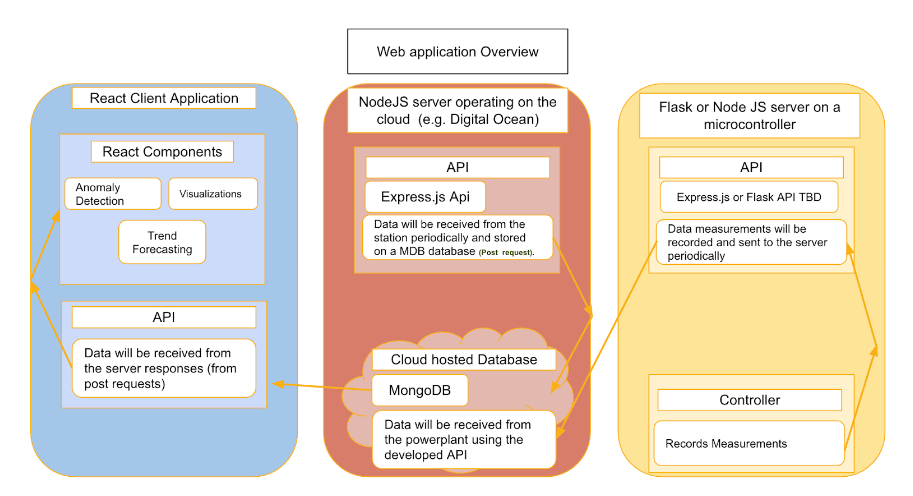 Web application Overview
React Client Application
React Components
Anomaly
Detection
Visualizations
Trend
Forecasting
API
Data will be received from
the server responses (from
post requests)
NodeJS server operating on the
cloud (e.g. Digital Ocean)
API
Express.js Api
Data will be received from the
station periodically and stored
on a MDB database (Post request).
Cloud hosted Database
MongoDB
Data will be received from
the powerplant using the
developed API
Flask or Node JS server on a
microcontroller
API
Express.js or Flask API TBD
Data measurements will be
recorded and sent to the server
periodically
Controller
Records Measurements